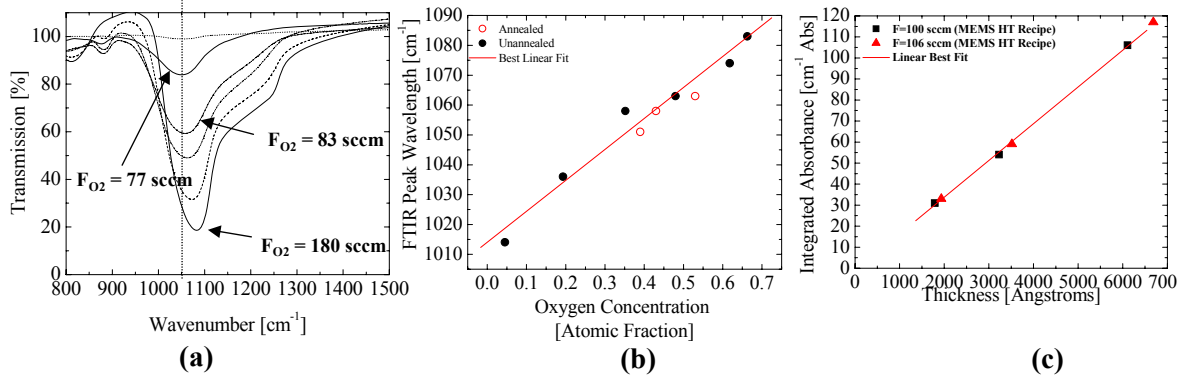 100
80
60
40
20
0
Transmission [%]
F_O2 = 83 sccm
F_O2 = 77 sccm
F_O2 = 180 sccm
800 900 1000 1100 1200 1300 1400 1500
Wavenumber [cm⁻¹]
(a)
1090
1080
1070
1060
1050
1040
1030
1020
1010
FTIR Peak Wavelength [cm⁻¹]
Annealed
Unannealed
Best Linear Fit
0.0 0.1 0.2 0.3 0.4 0.5 0.6 0.7
Oxygen Concentration
[Atomic Fraction]
(b)
120
110
100
90
80
70
60
50
40
30
20
10
0
Integrated Absorbance [cm⁻¹ Abs]
F=100 sccm (MEMS HT Recipe)
F=106 sccm (MEMS HT Recipe)
Linear Best Fit
0 1000 2000 3000 4000 5000 6000 7000
Thickness [Angstroms]
(c)